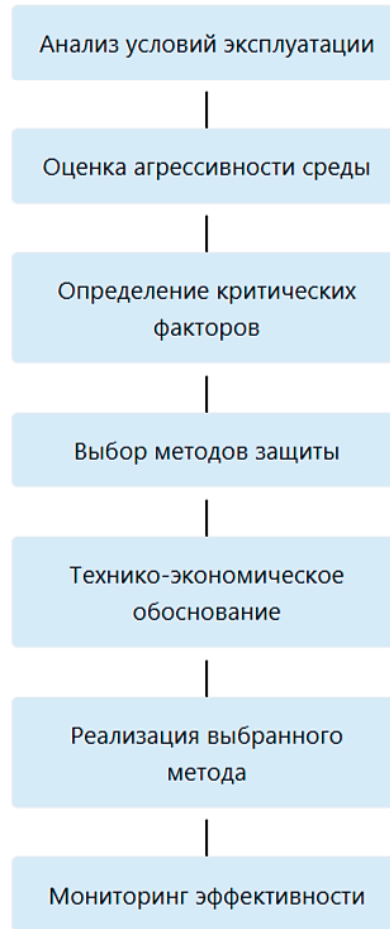 Анализ условий эксплуатации
Оценка агрессивности среды
Определение критических
факторов
Выбор методов защиты
Технико-экономическое
обоснование
Реализация выбранного
метода
Мониторинг эффективности